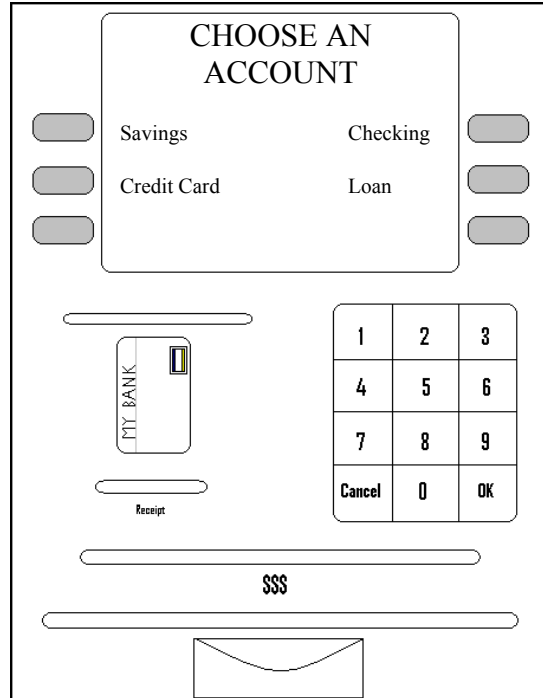 CHOOSE AN
ACCOUNT
Savings Checking
Credit Card Loan
1 2 3
4 5 6
MY BANK
7 8 9
Cancel 0 OK
Receipt
$$$